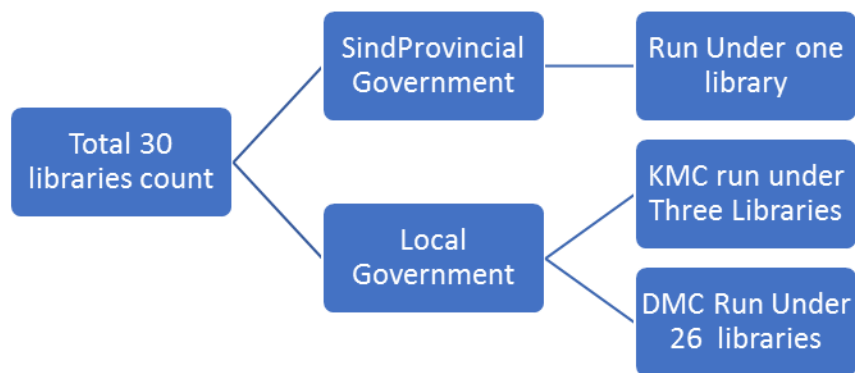 Total 30
libraries count
SindProvincial
Government
Run Under one
library
Local
Government
KMC run under
Three Libraries
DMC Run Under
26 libraries